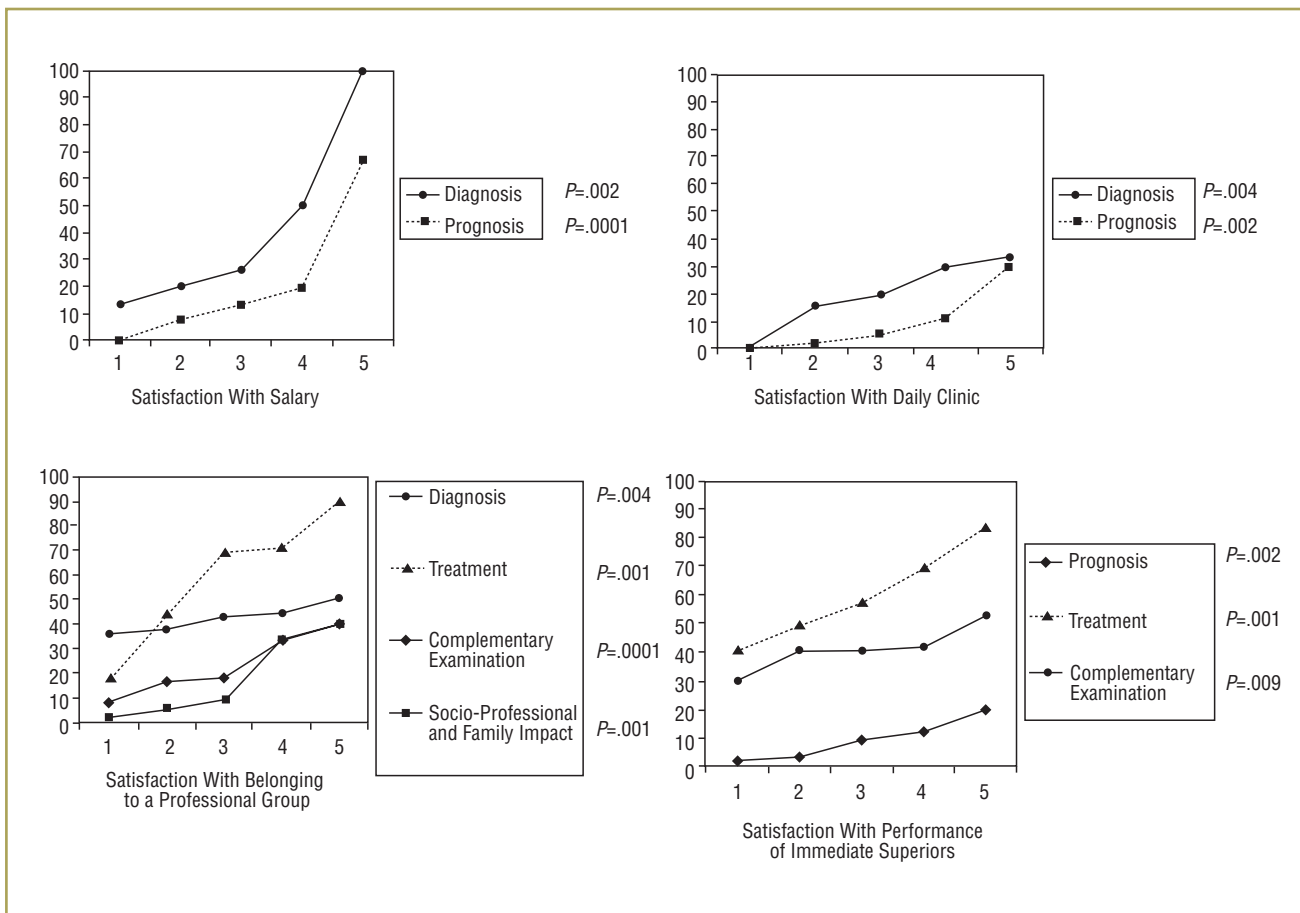 100
90
80
70
60
50
40
30
20
10
0
1 2 3 4 5
Satisfaction With Salary
Diagnosis P=.002
Prognosis P=.0001
100
90
80
70
60
50
40
30
20
10
0
1 2 3 4 5
Satisfaction With Daily Clinic
Diagnosis P=.004
Prognosis P=.002
100
90
80
70
60
50
40
30
20
10
0
1 2 3 4 5
Satisfaction With Belonging
to a Professional Group
Diagnosis P=.004
Treatment P=.001
Complementary
Examination P=.0001
Socio-Professional
and Family Impact P=.001
100
90
80
70
60
50
40
30
20
10
0
1 2 3 4 5
Satisfaction With Performance
of Immediate Superiors
Prognosis P=.002
Treatment P=.001
Complementary
Examination P=.009